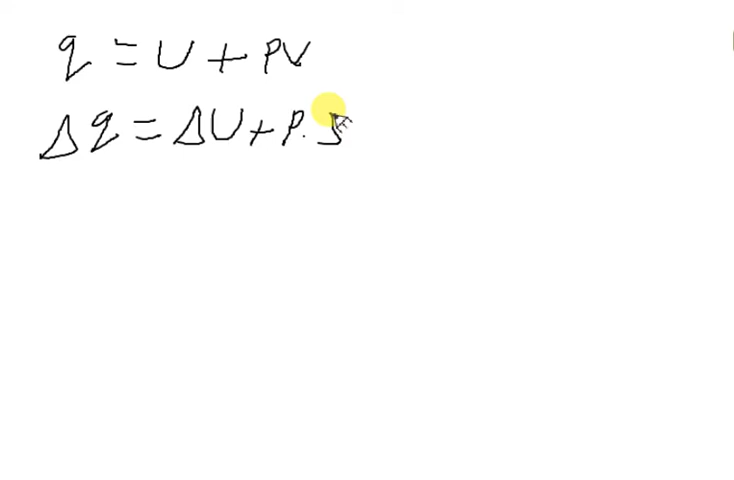 q = U + PV
Δq = ΔU + P.